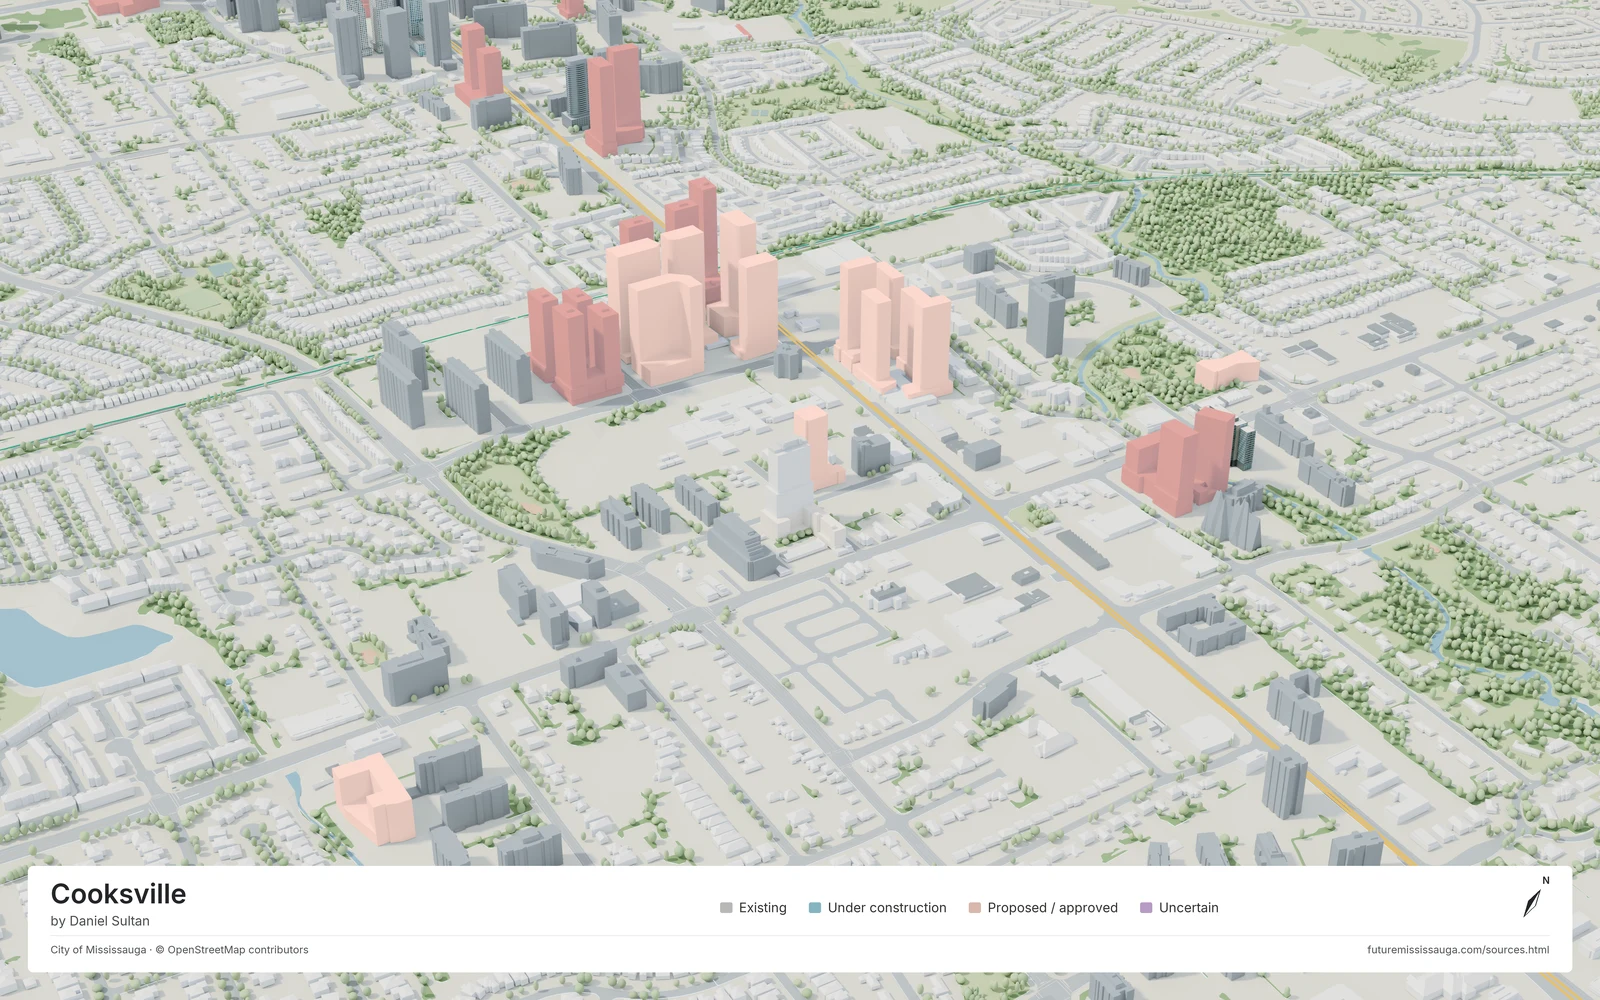 Cooksville
by Daniel Sultan
Existing
Under construction
Proposed / approved
Uncertain
N
City of Mississauga · © OpenStreetMap contributors
futuremississauga.com/sources.html